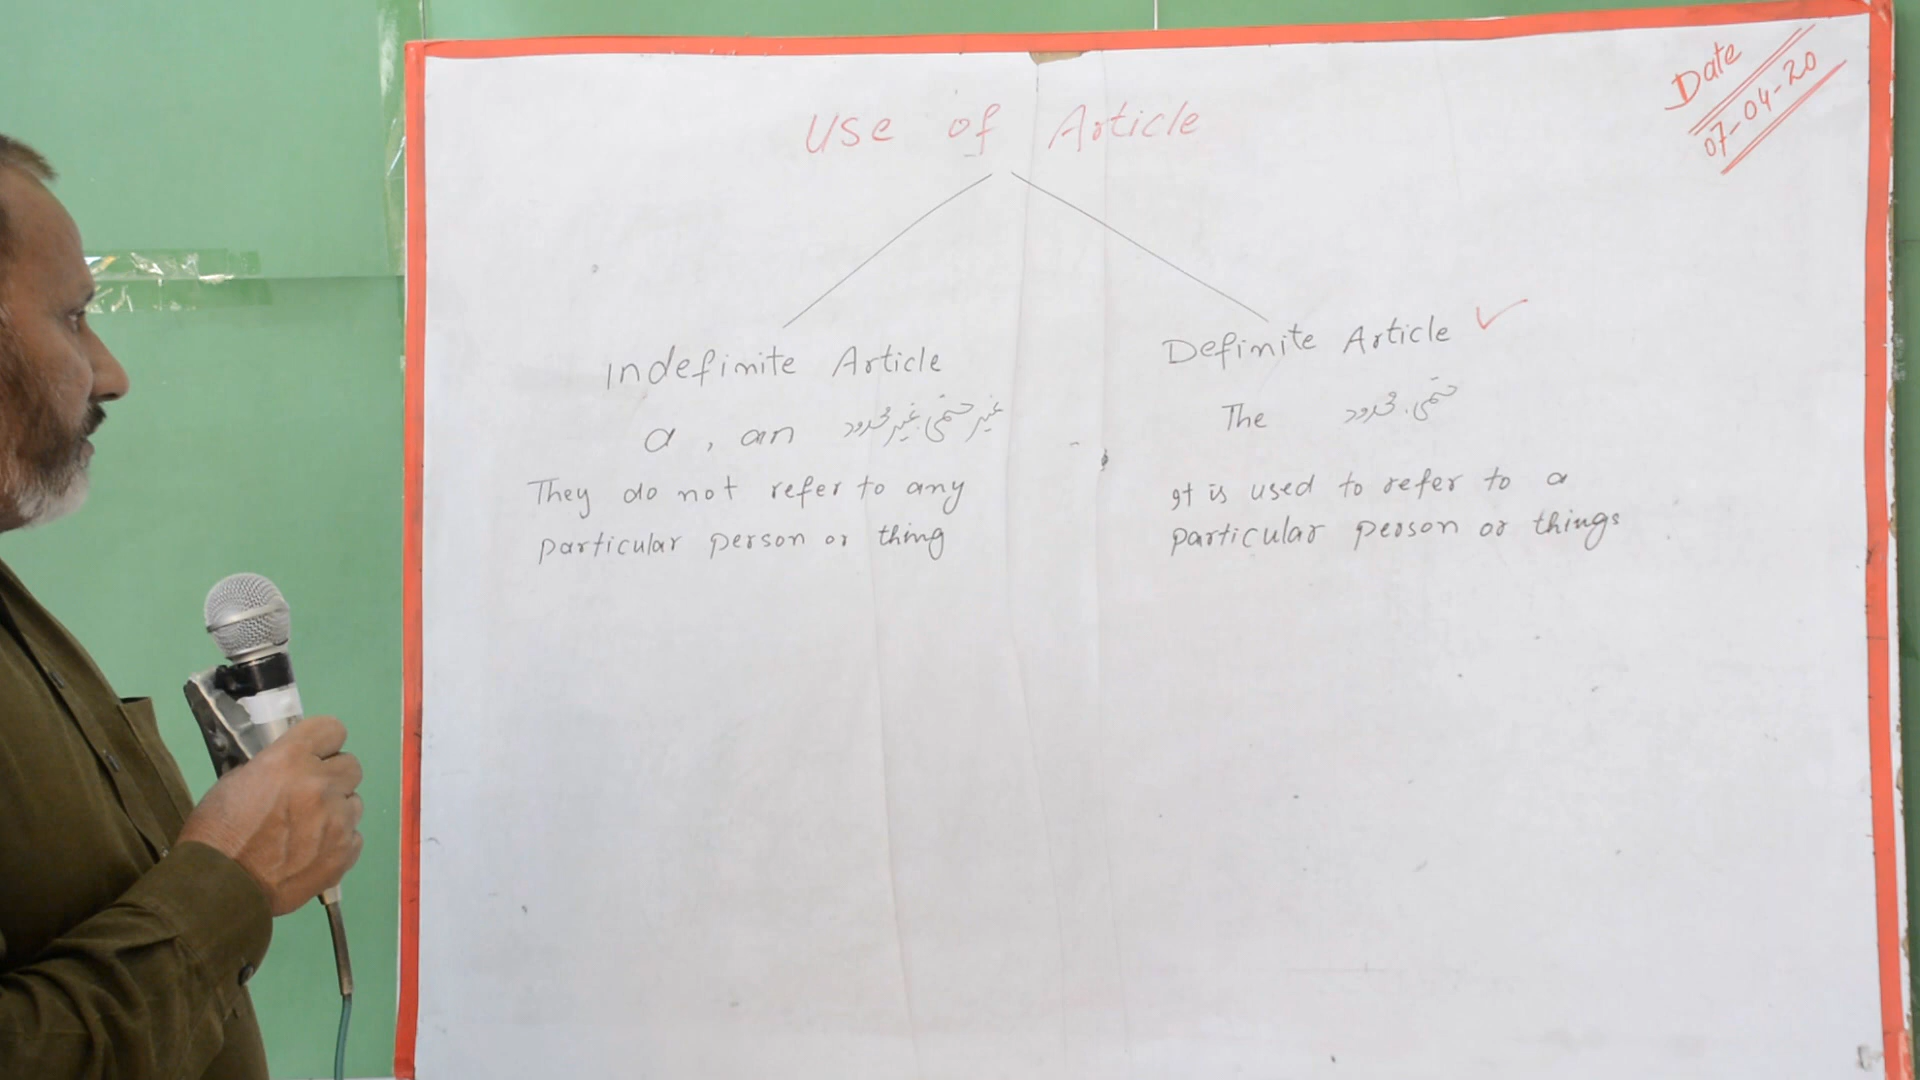 Date
07-04-20
Use of Article
Indefinite Article
a , an غیر حتمی، غیر محدود
They do not refer to any
particular person or thing
Definite Article ✓
The حتمی، محدود
It is used to refer to a
particular person or things